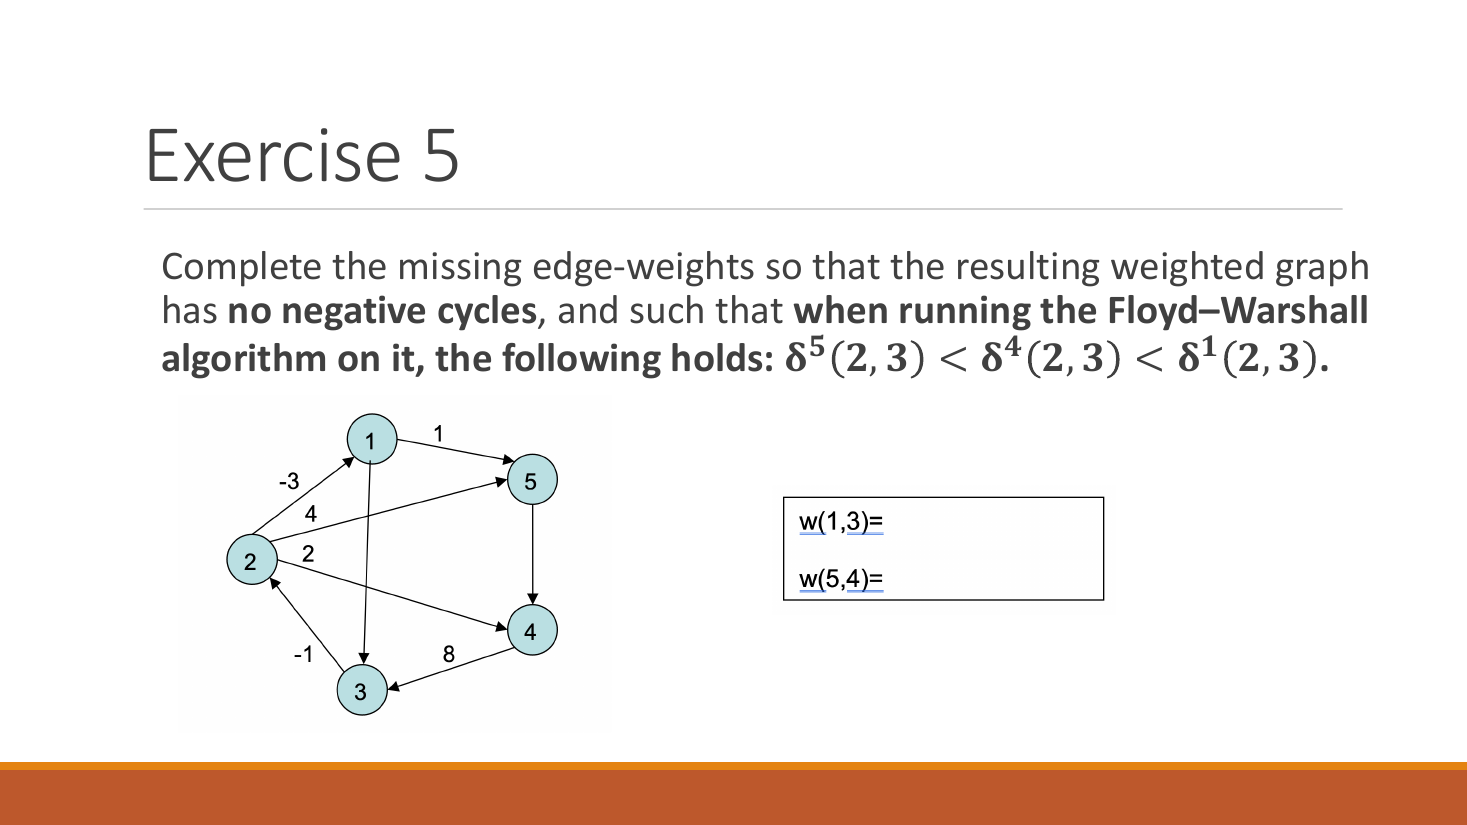 Exercise 5
Complete the missing edge-weights so that the resulting weighted graph
has no negative cycles, and such that when running the Floyd–Warshall
algorithm on it, the following holds: δ⁵(2, 3) < δ⁴(2, 3) < δ¹(2, 3).
1
1
5
-3
4
2
2
4
-1
8
3
w(1,3)=
w(5,4)=